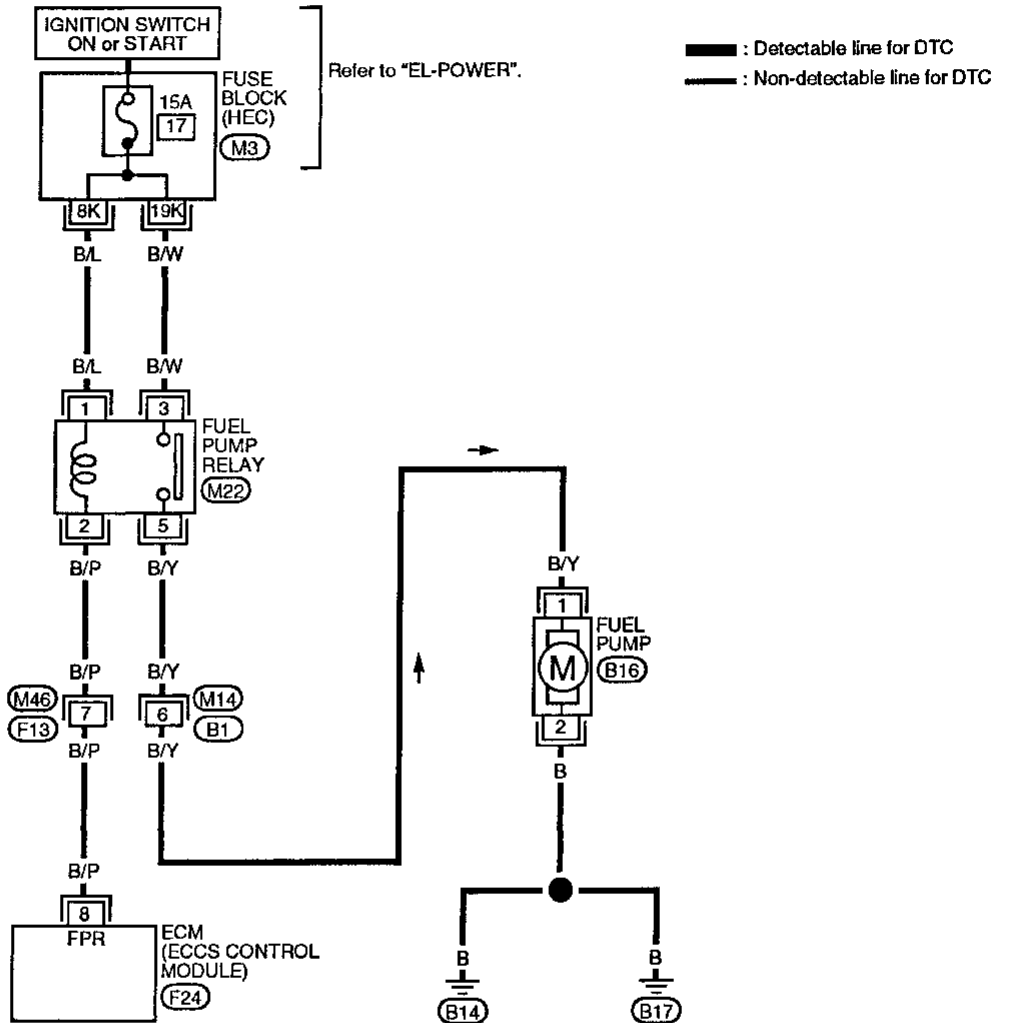 IGNITION SWITCH
ON or START
Refer to "EL-POWER".
: Detectable line for DTC
: Non-detectable line for DTC
FUSE
BLOCK
(HEC)
M3
15A
17
8K
19K
B/L
B/W
B/L
B/W
1
3
FUEL
PUMP
RELAY
M22
2
5
B/P
B/Y
B/P
B/Y
M46
F13
7
6
M14
B1
B/P
B/Y
B/Y
1
FUEL
PUMP
B16
M
2
B
B/P
8
FPR
ECM
(ECCS CONTROL
MODULE)
F24
B
B
B14
B17